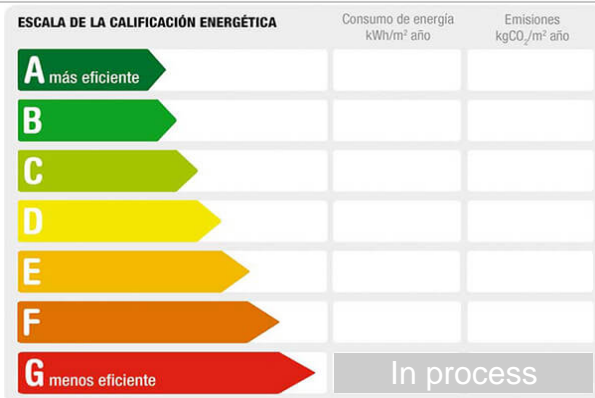 ESCALA DE LA CALIFICACIÓN ENERGÉTICA
Consumo de energía
kWh/m² año
Emisiones
kgCO₂/m² año
A más eficiente
B
C
D
E
F
G menos eficiente
In process